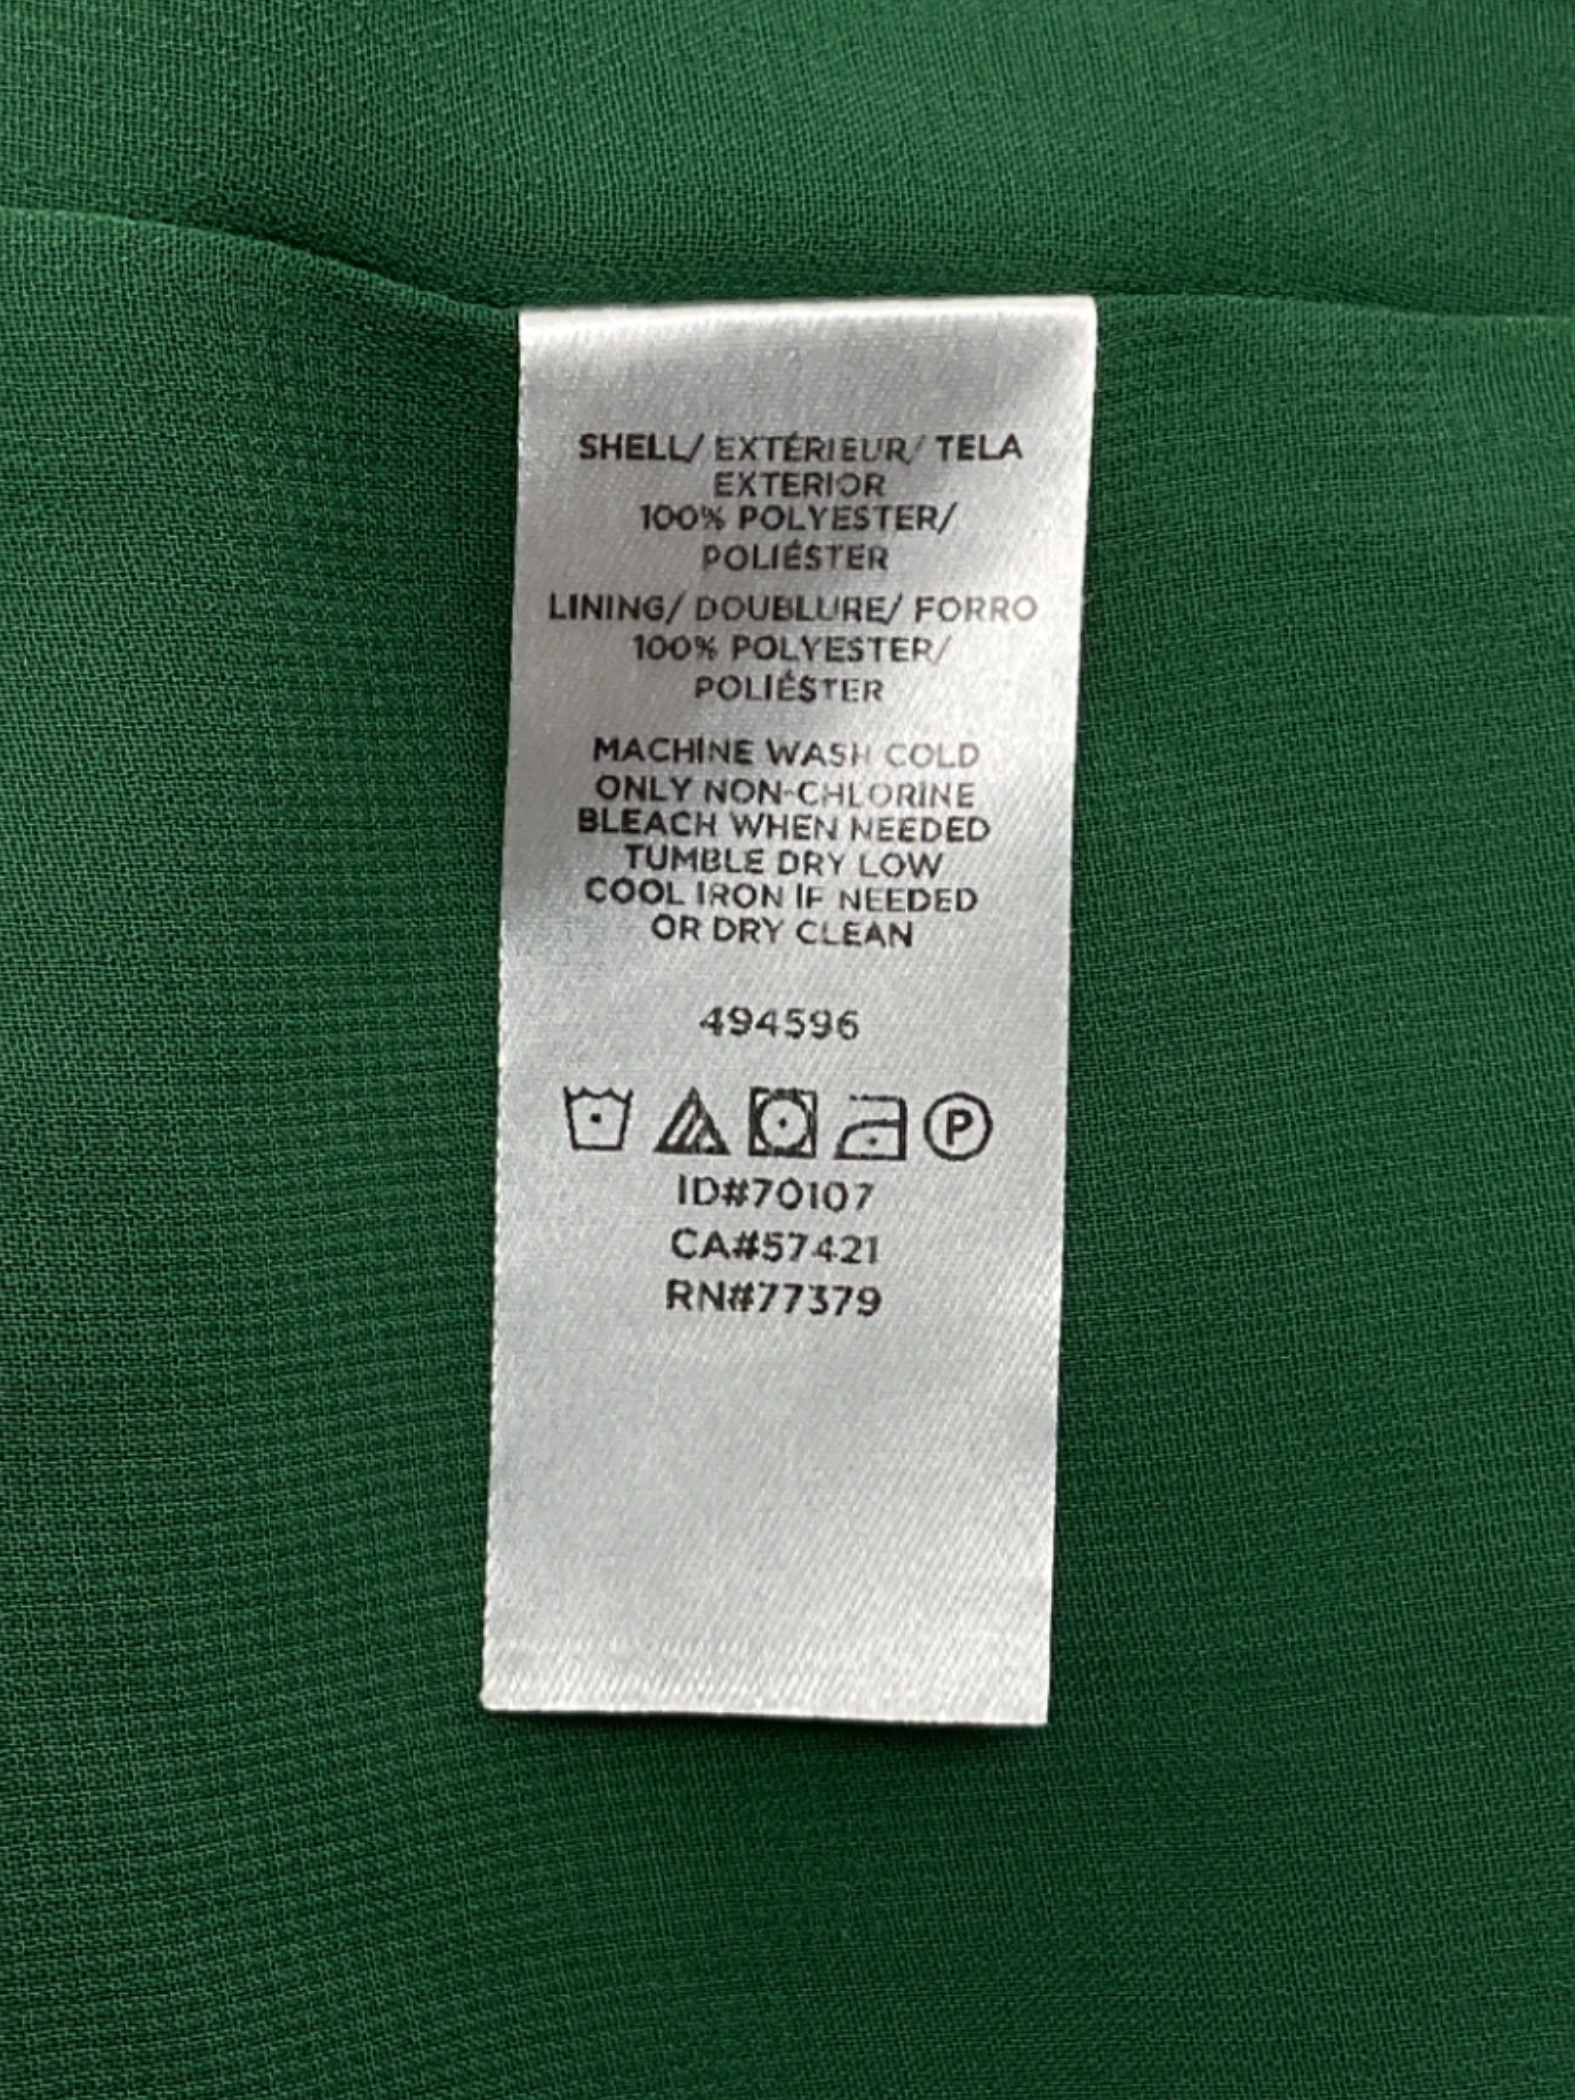 SHELL/ EXTÉRIEUR/ TELA
EXTERIOR
100% POLYESTER/
POLIÉSTER
LINING/ DOUBLURE/ FORRO
100% POLYESTER/
POLIÉSTER
MACHINE WASH COLD
ONLY NON-CHLORINE
BLEACH WHEN NEEDED
TUMBLE DRY LOW
COOL IRON IF NEEDED
OR DRY CLEAN
494596
P
ID#70107
CA#57421
RN#77379